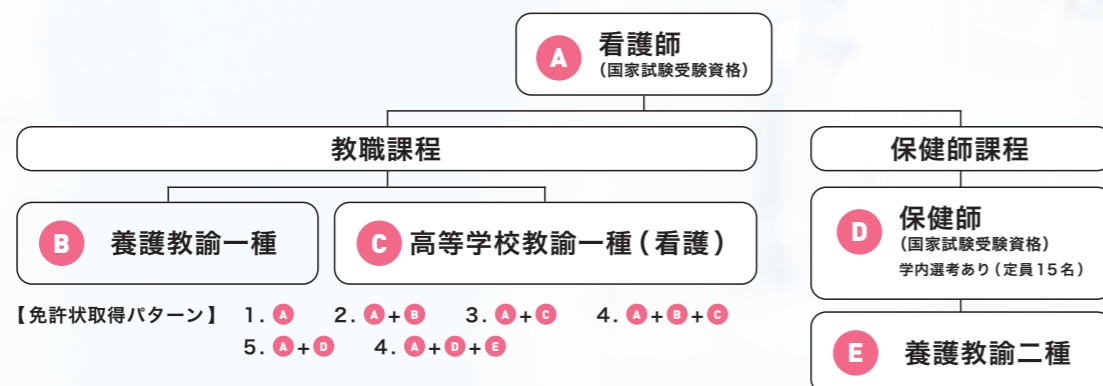 A 看護師
(国家試験受験資格)
教職課程
保健師課程
B 養護教諭一種
C 高等学校教諭一種(看護)
D 保健師
(国家試験受験資格)
学内選考あり(定員15名)
【免許状取得パターン】 1. A 2. A+B 3. A+C 4. A+B+C
5. A+D 4. A+D+E
E 養護教諭二種